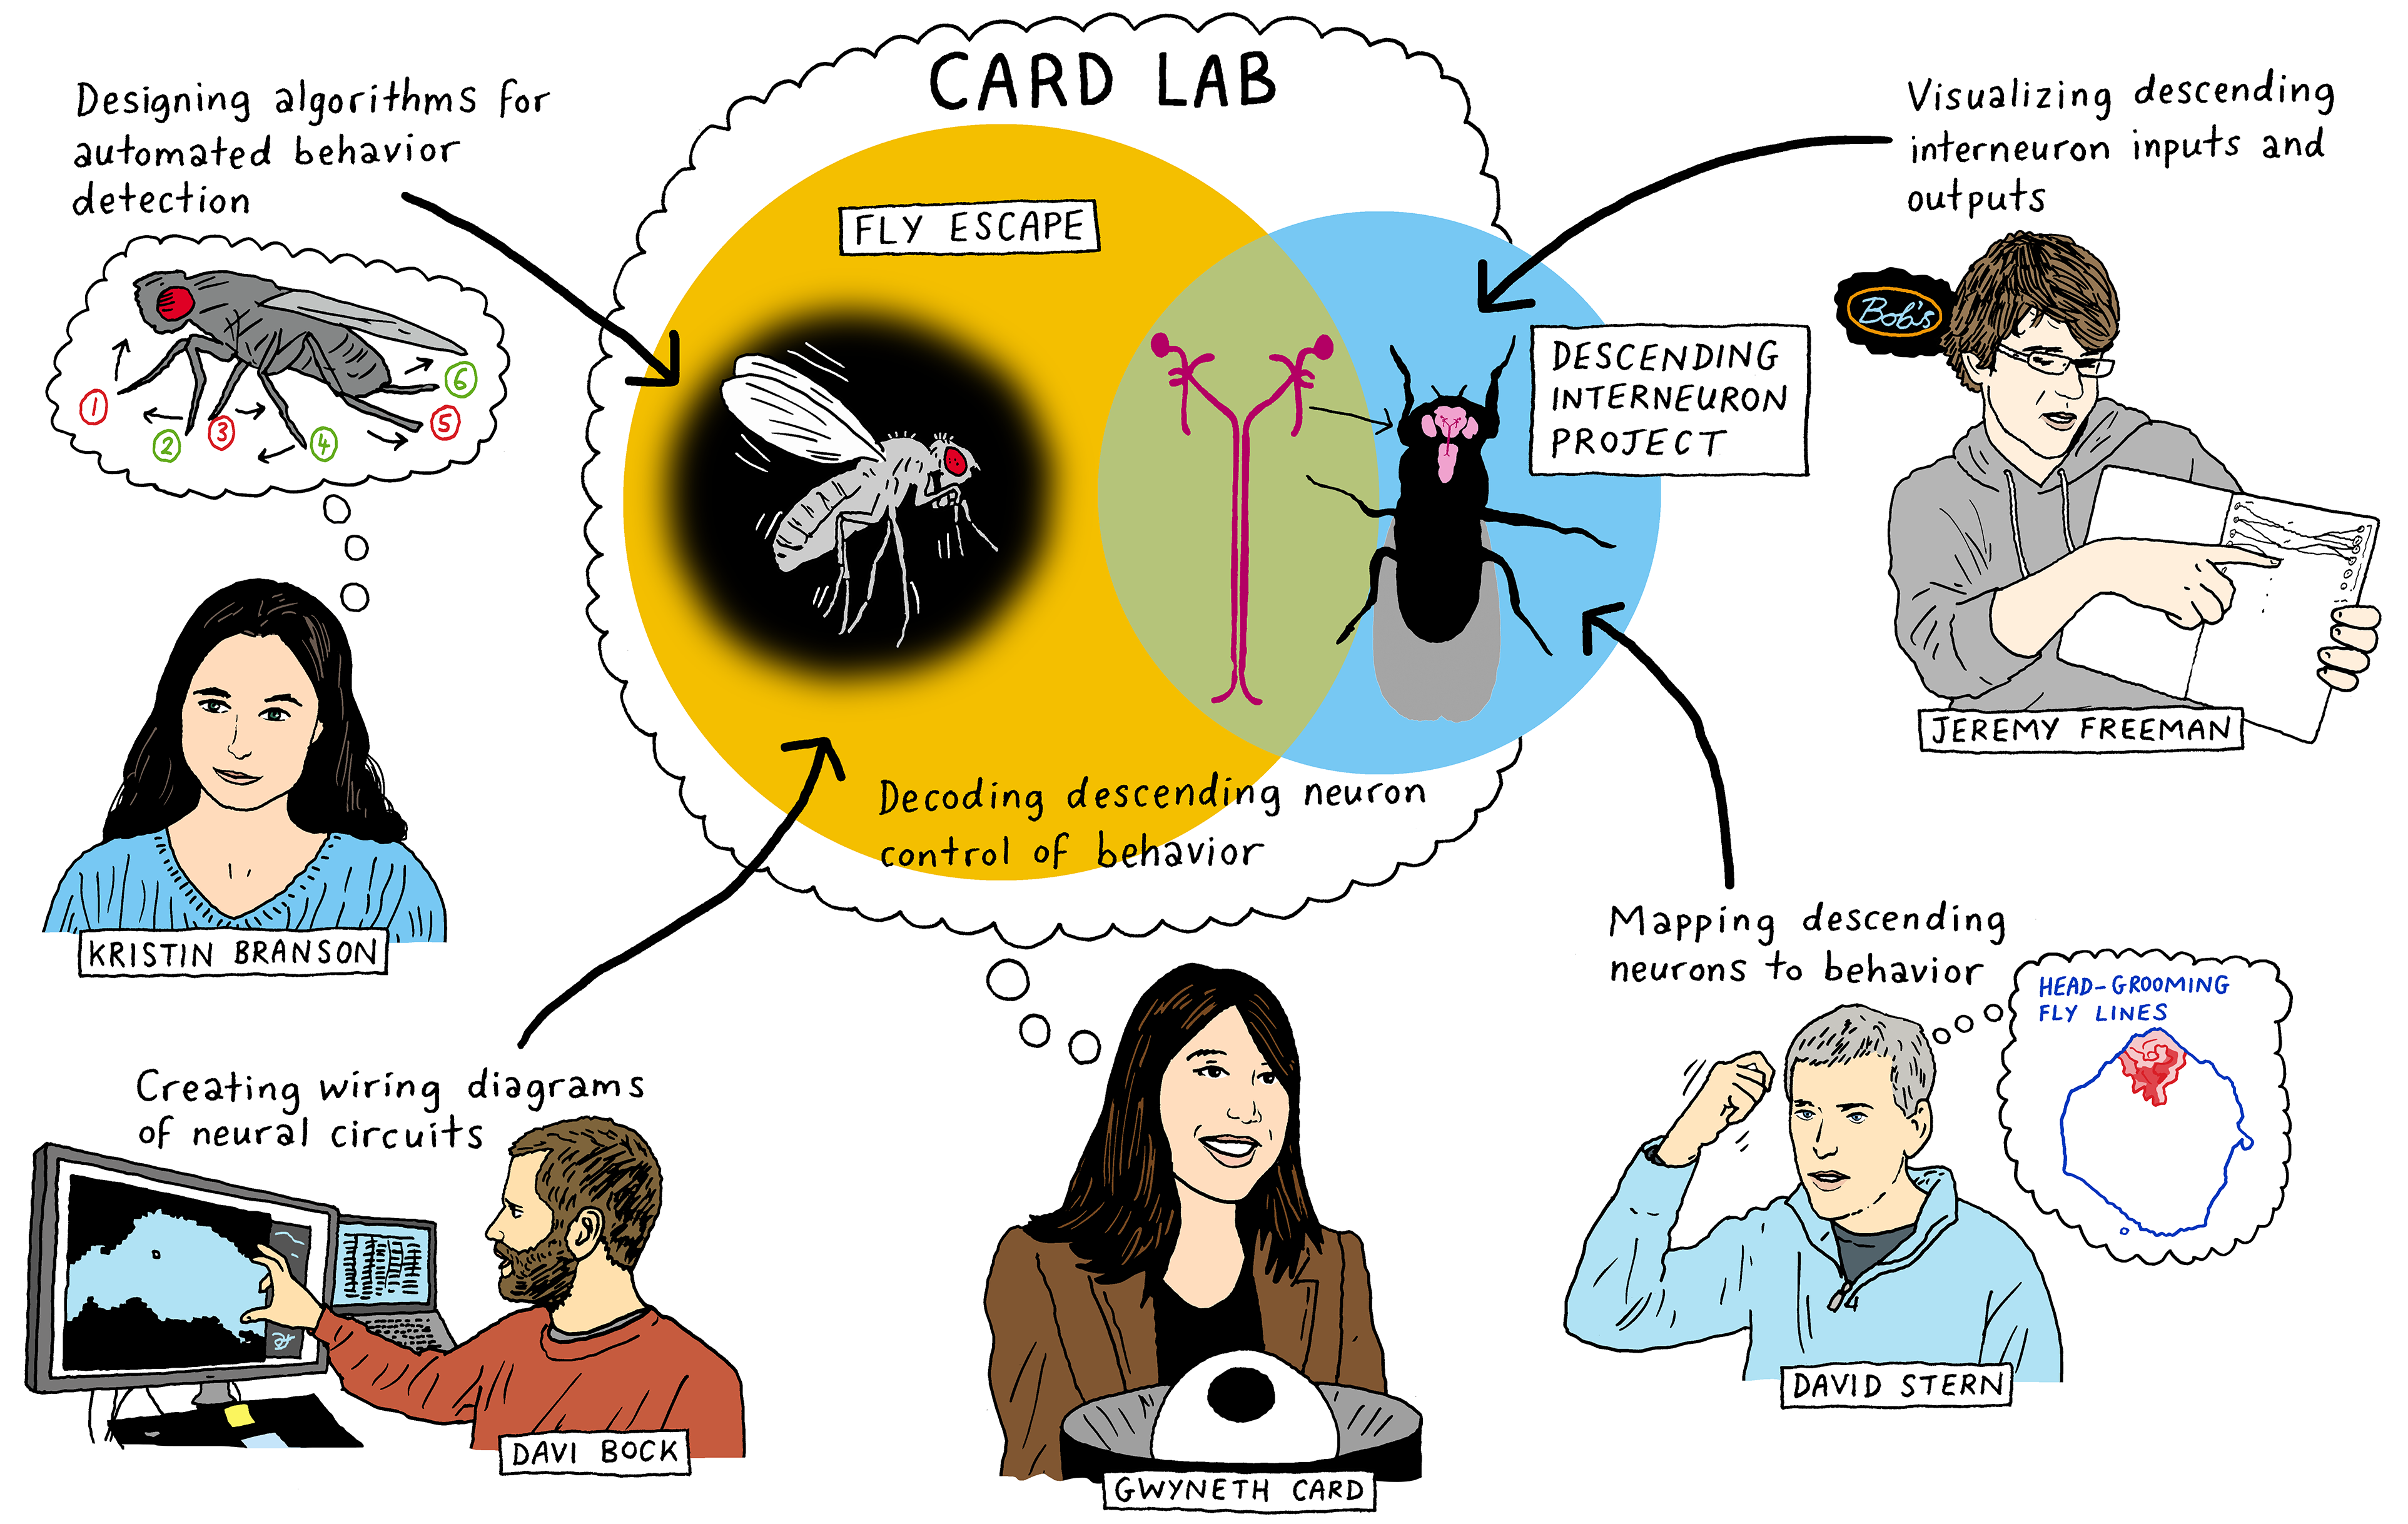 CARD LAB
Designing algorithms for
automated behavior
detection
Visualizing descending
interneuron inputs and
outputs
FLY ESCAPE
Bob's
DESCENDING
INTERNEURON
PROJECT
1
2
3
4
5
6
JEREMY FREEMAN
Decoding descending neuron
control of behavior
KRISTIN BRANSON
Mapping descending
neurons to behavior
HEAD-GROOMING
FLY LINES
Creating wiring diagrams
of neural circuits
DAVID STERN
DAVI BOCK
GWYNETH CARD